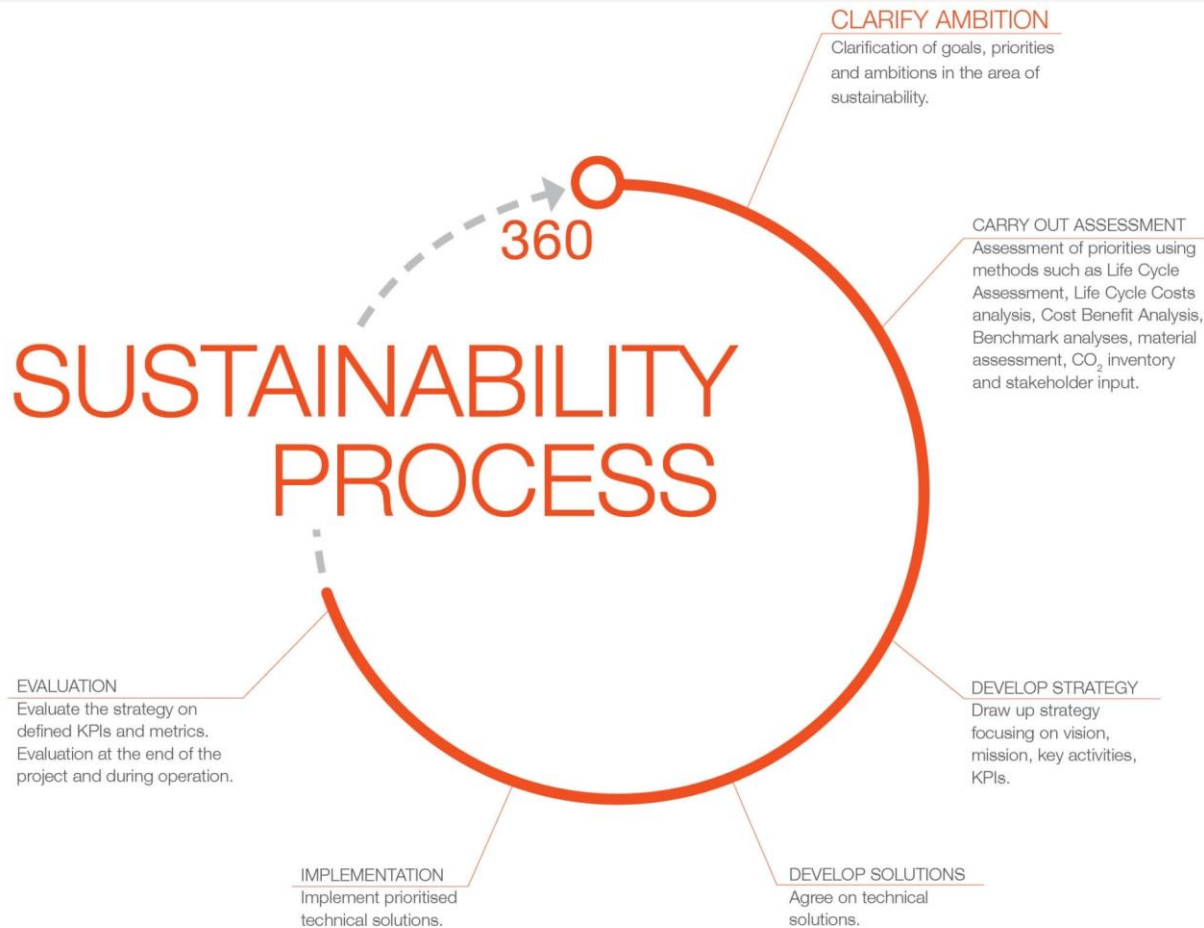 CLARIFY AMBITION
Clarification of goals, priorities
and ambitions in the area of
sustainability.
360
CARRY OUT ASSESSMENT
Assessment of priorities using
methods such as Life Cycle
Assessment, Life Cycle Costs
analysis, Cost Benefit Analysis,
Benchmark analyses, material
assessment, CO₂ inventory
and stakeholder input.
SUSTAINABILITY
PROCESS
DEVELOP STRATEGY
Draw up strategy
focusing on vision,
mission, key activities,
KPIs.
DEVELOP SOLUTIONS
Agree on technical
solutions.
IMPLEMENTATION
Implement prioritised
technical solutions.
EVALUATION
Evaluate the strategy on
defined KPIs and metrics.
Evaluation at the end of the
project and during operation.